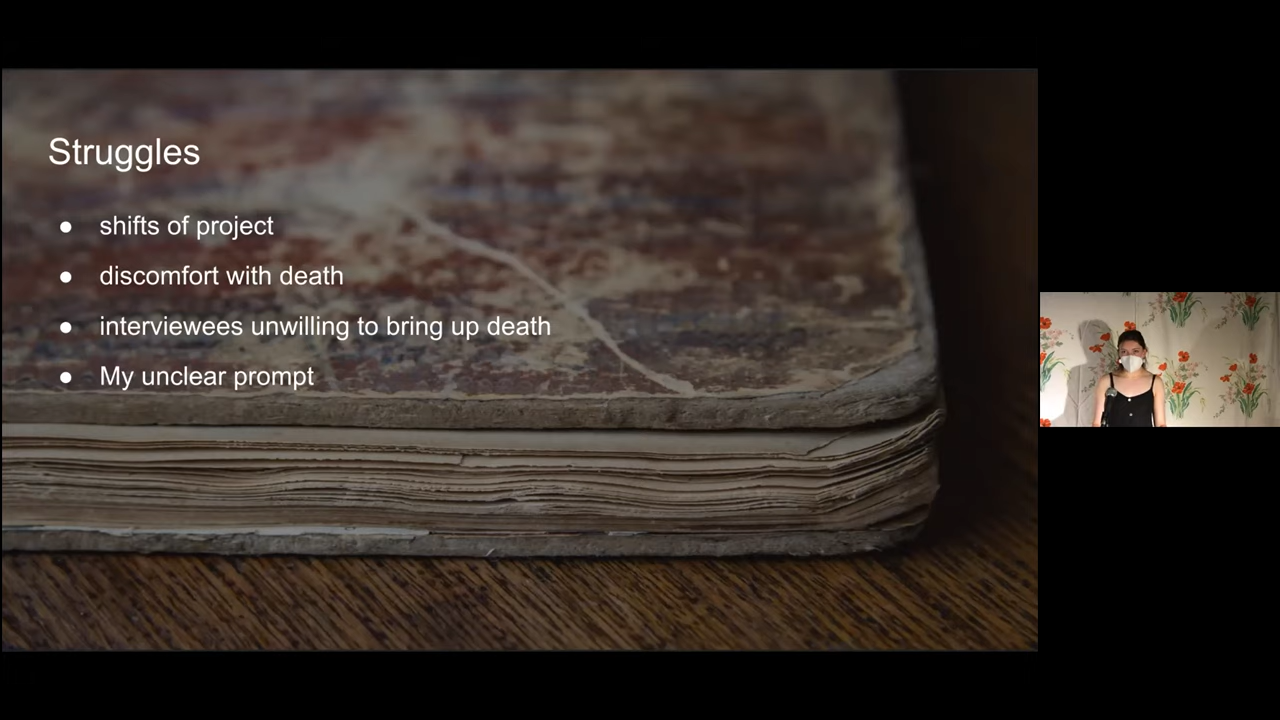 Struggles
● shifts of project
● discomfort with death
● interviewees unwilling to bring up death
● My unclear prompt